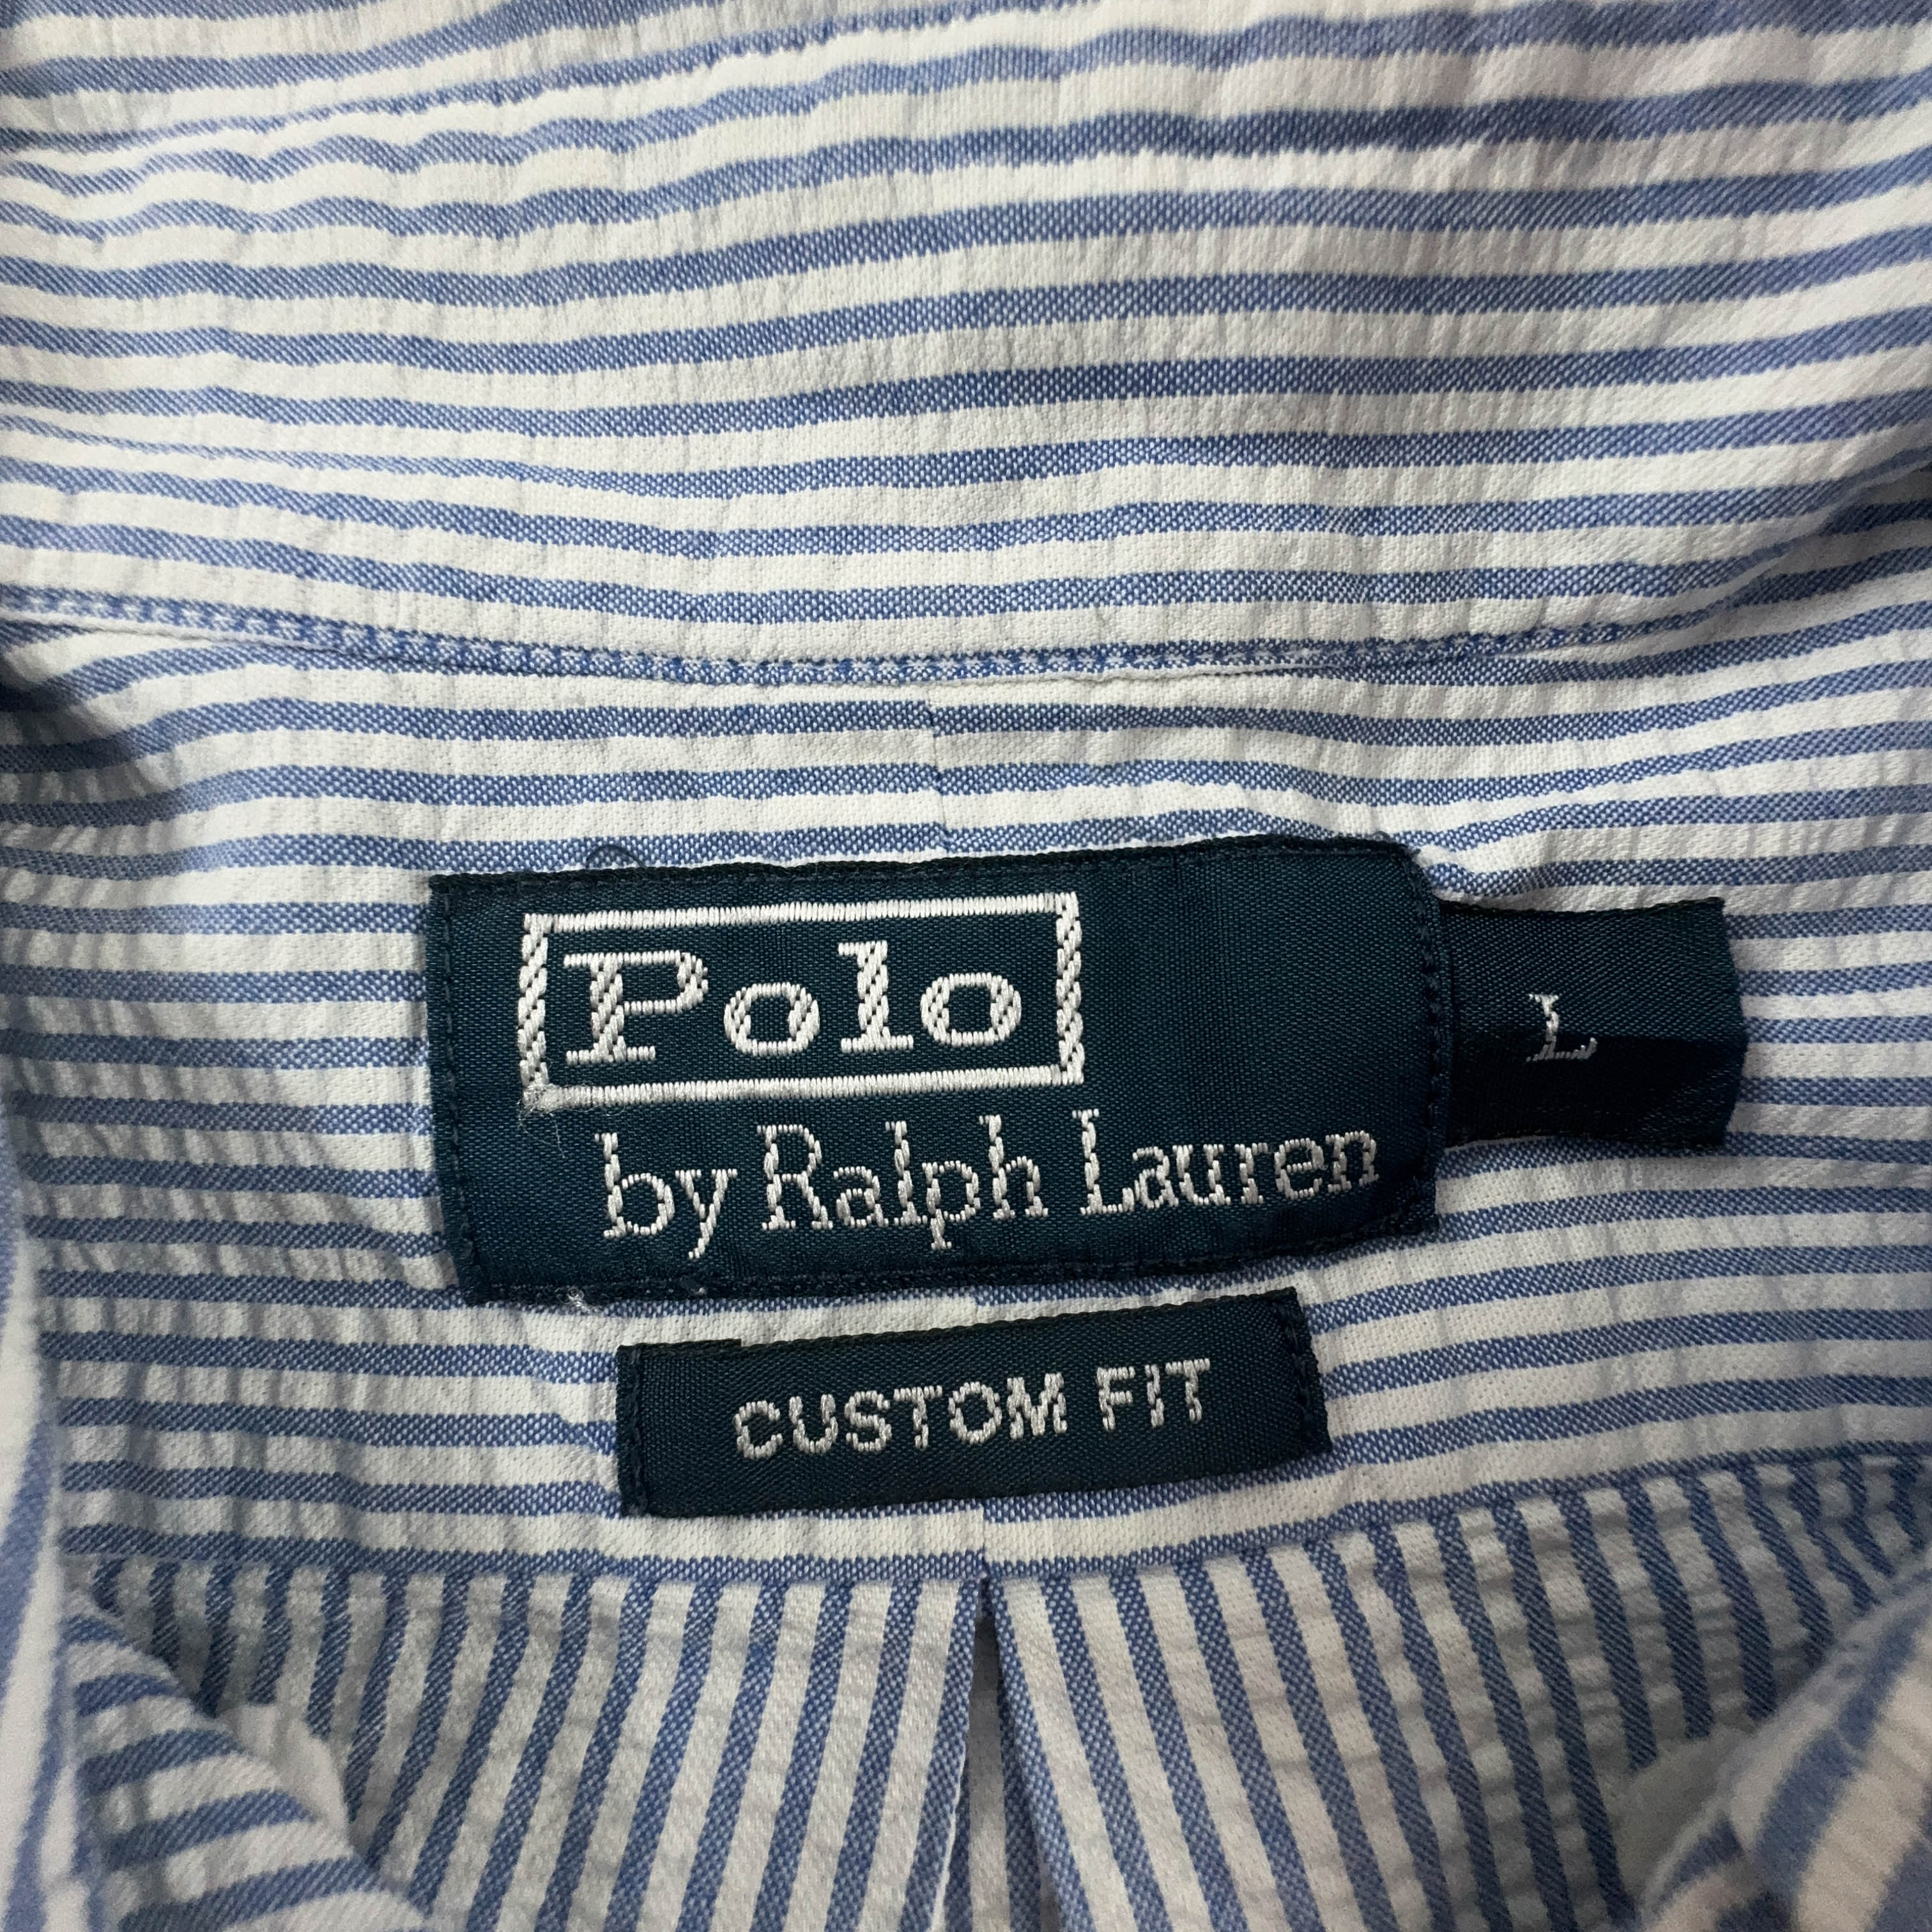 Polo
by Ralph Lauren
L
CUSTOM FIT